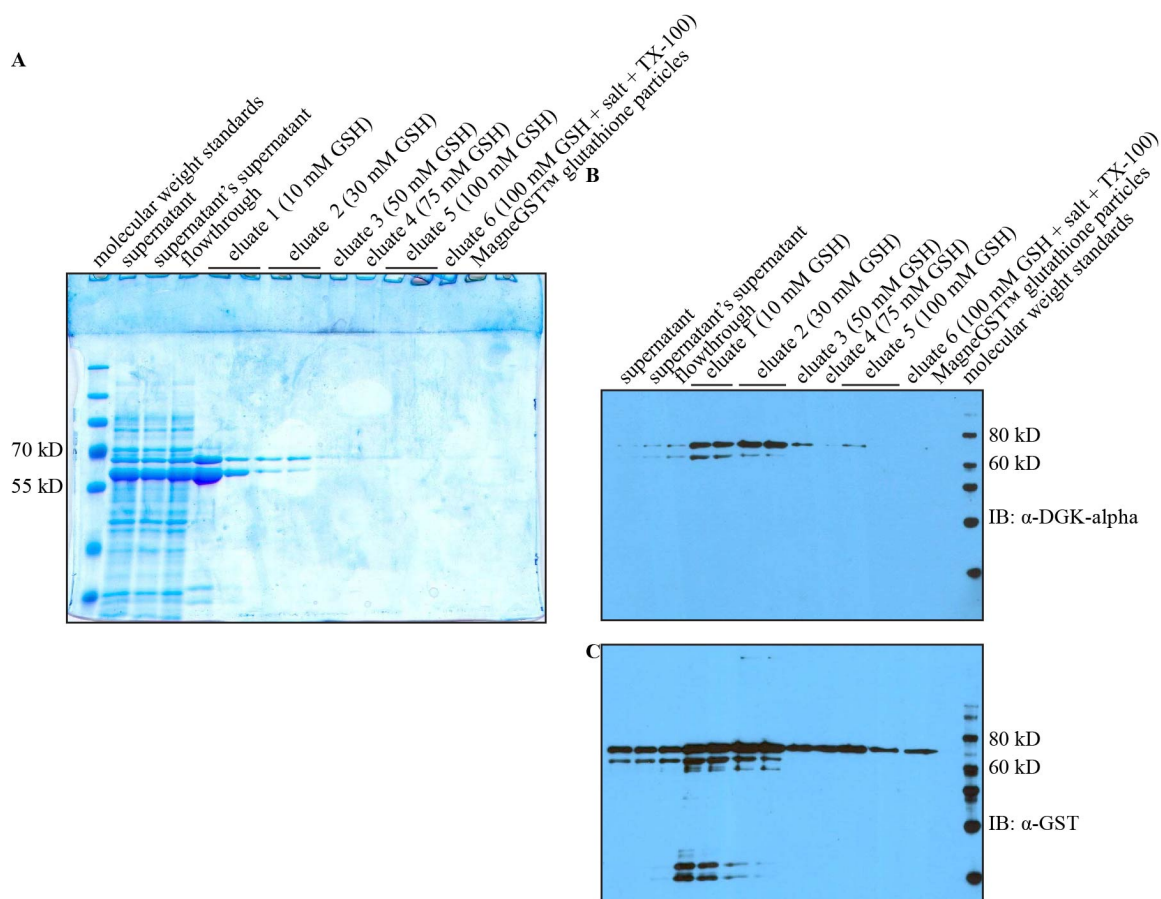 A
molecular weight standards
supernatant
supernatant’s supernatant
flowthrough
eluate 1 (10 mM GSH)
eluate 2 (30 mM GSH)
eluate 3 (50 mM GSH)
eluate 4 (75 mM GSH)
eluate 5 (100 mM GSH)
eluate 6 (100 mM GSH + salt + TX-100)
MagneGST™ glutathione particles
70 kD
55 kD
B
supernatant
supernatant’s supernatant
flowthrough
eluate 1 (10 mM GSH)
eluate 2 (30 mM GSH)
eluate 3 (50 mM GSH)
eluate 4 (75 mM GSH)
eluate 5 (100 mM GSH)
eluate 6 (100 mM GSH + salt + TX-100)
MagneGST™ glutathione particles
molecular weight standards
80 kD
60 kD
IB: α-DGK-alpha
C
80 kD
60 kD
IB: α-GST